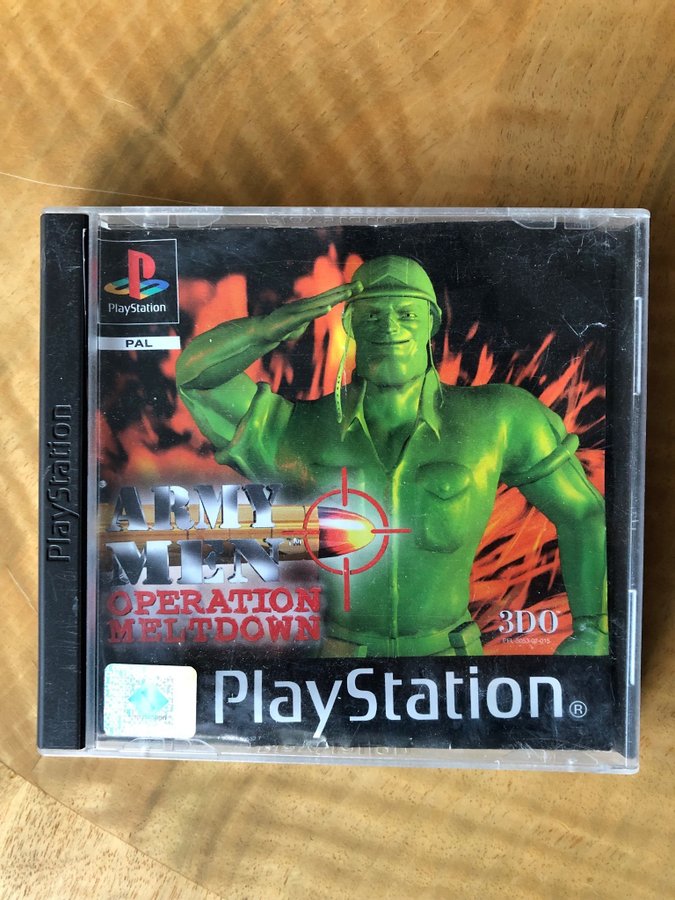 PlayStation
PAL
PlayStation
ARMY
MEN
OPERATION
MELTDOWN
3DO
PlayStation®